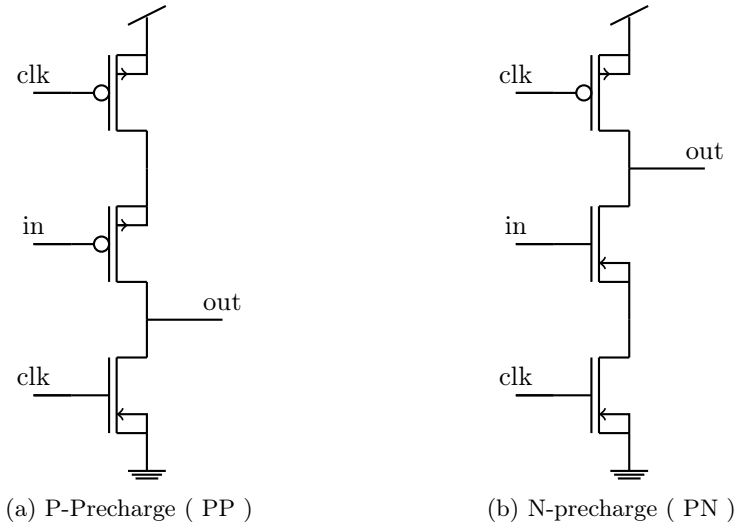 clk
in
out
clk
(a) P-Precharge ( PP )
clk
out
in
clk
(b) N-precharge ( PN )